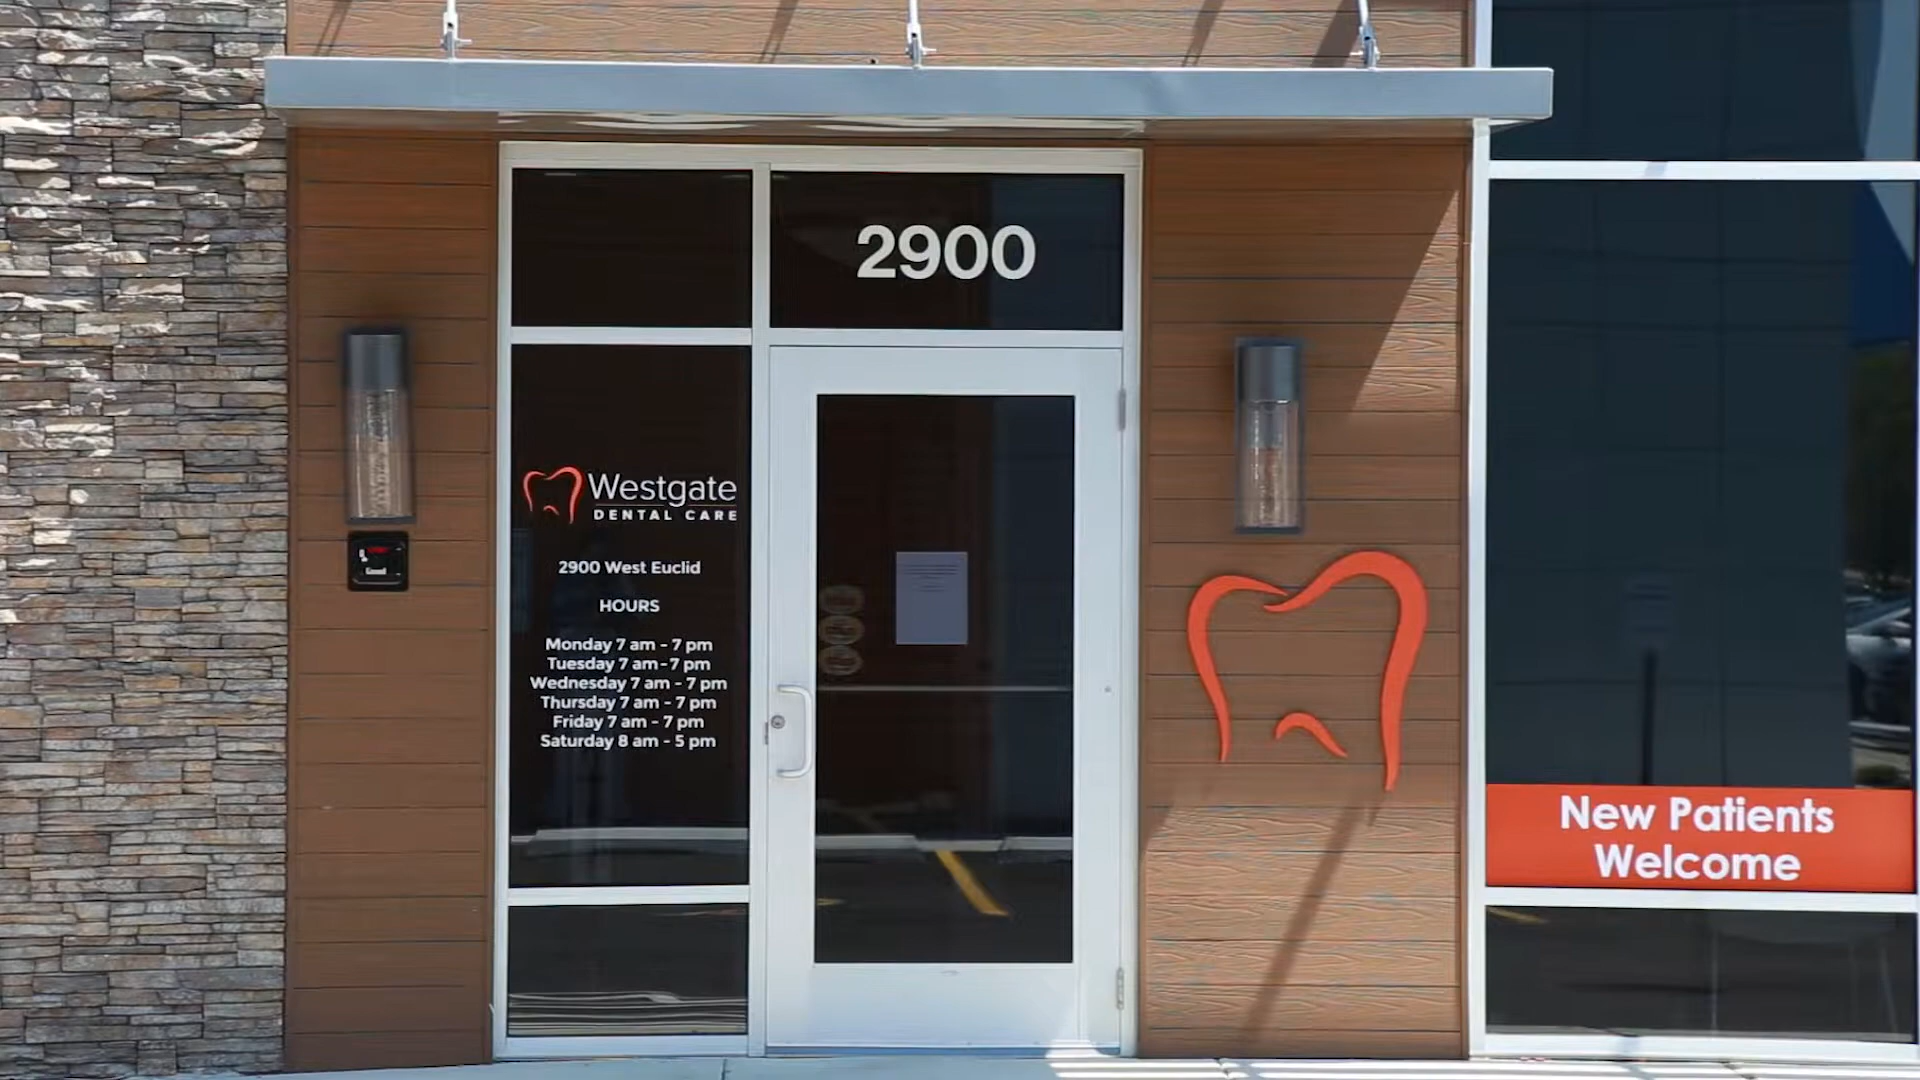 2900
Westgate
DENTAL CARE
2900 West Euclid
HOURS
Monday 7 am - 7 pm
Tuesday 7 am - 7 pm
Wednesday 7 am - 7 pm
Thursday 7 am - 7 pm
Friday 7 am - 7 pm
Saturday 8 am - 5 pm
New Patients
Welcome